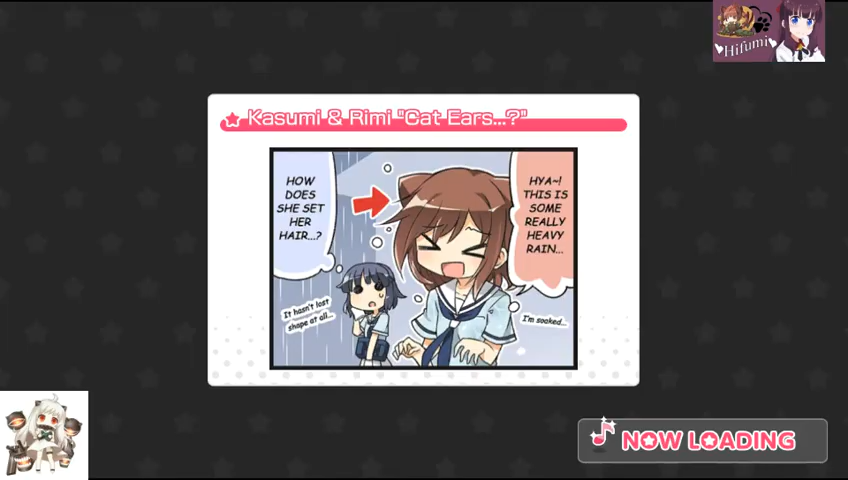 Hifumi
Kasumi & Rimi "Cat Ears...?"
HOW
DOES
SHE SET
HER
HAIR...?
HYA~!
THIS IS
SOME
REALLY
HEAVY
RAIN...
It hasn't lost
shape at all...
I'm soaked...
NOW LOADING